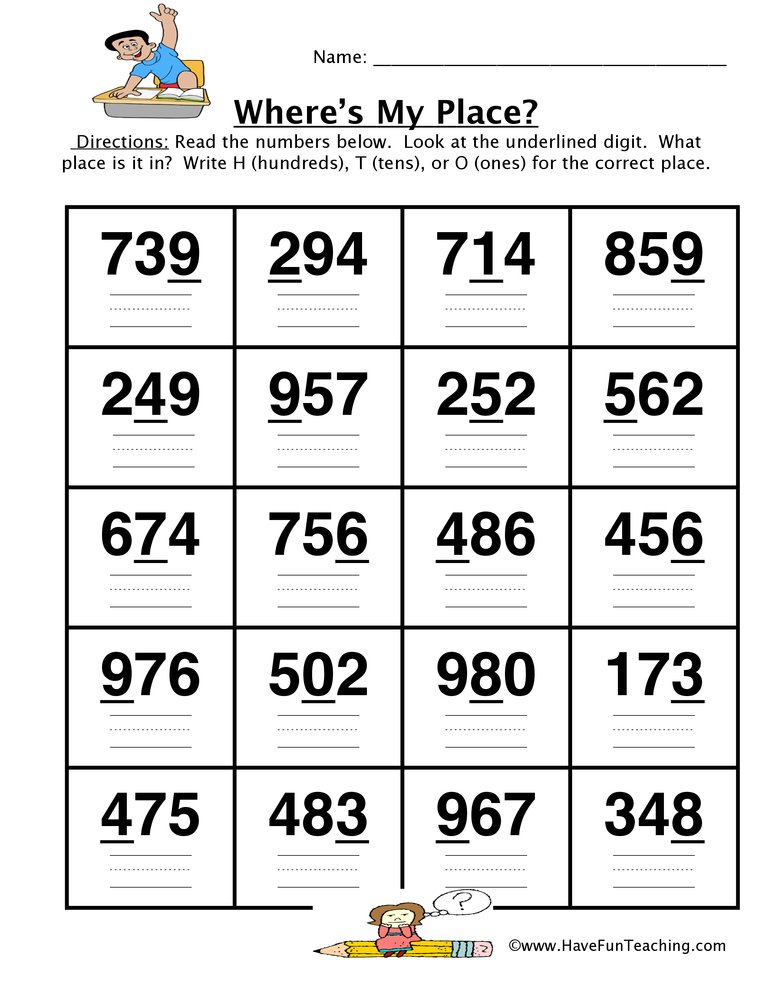 Name: ___________________________________
Where's My Place?
Directions: Read the numbers below.  Look at the underlined digit.  What
place is it in?  Write H (hundreds), T (tens), or O (ones) for the correct place.
739 294 714 859
249 957 252 562
674 756 486 456
976 502 980 173
475 483 967 348
?
©www.HaveFunTeaching.com